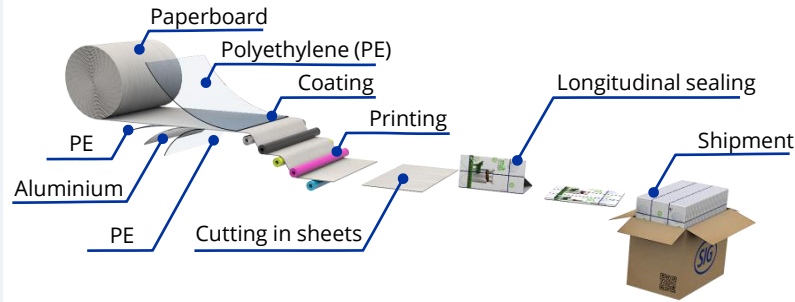 Paperboard
Polyethylene (PE)
Coating
Printing
Longitudinal sealing
Shipment
PE
Aluminium
PE
Cutting in sheets
SIG